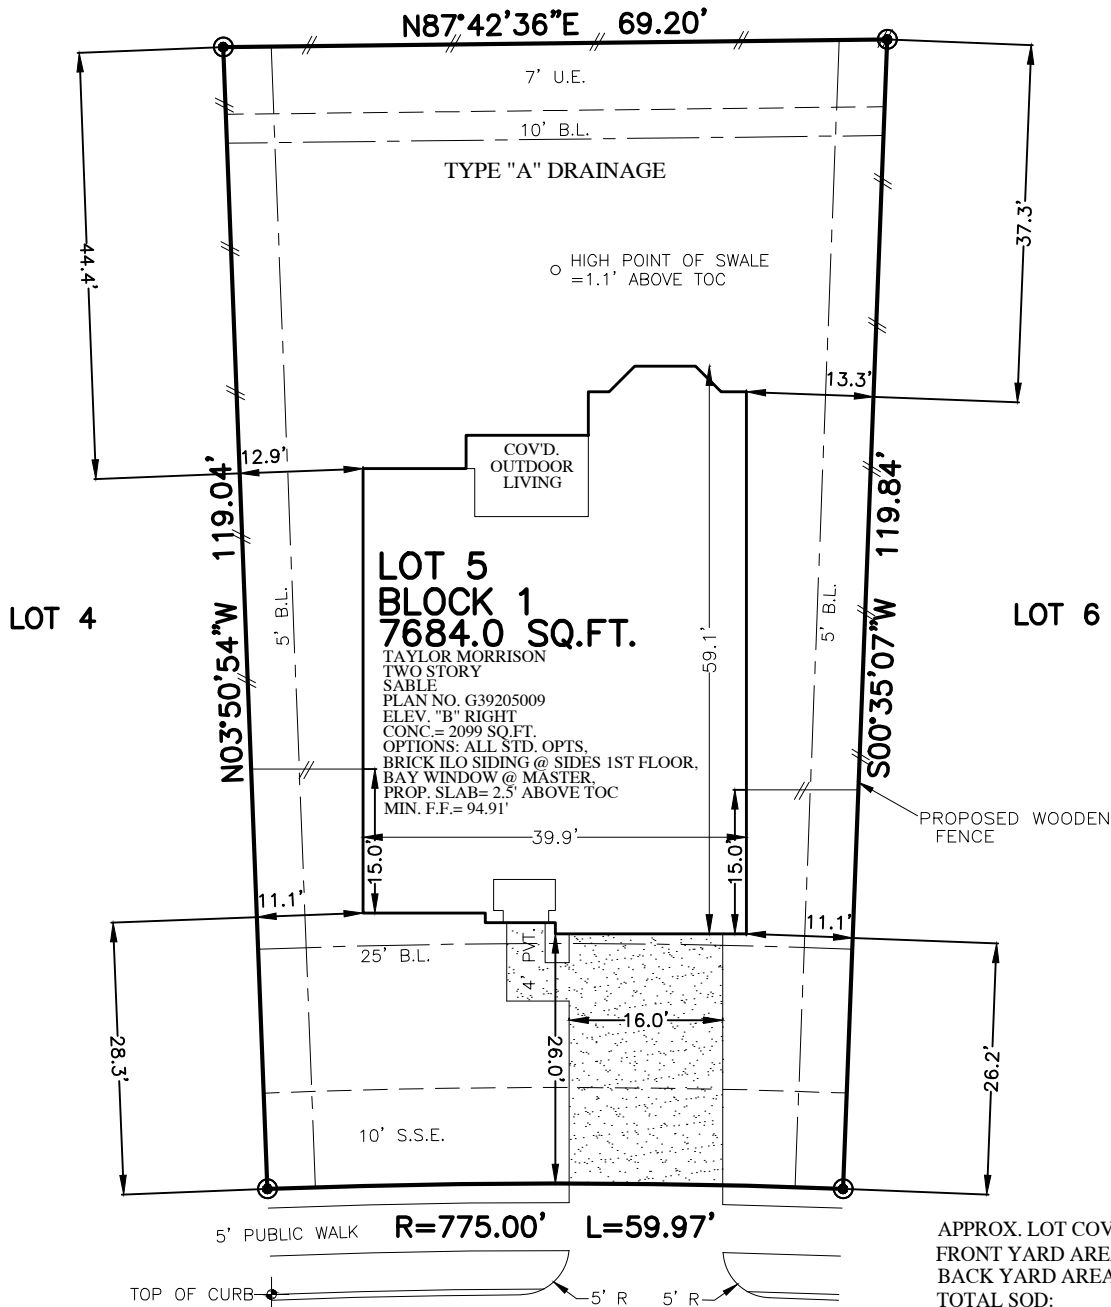 N87°42'36"E 69.20'
7' U.E.
10' B.L.
TYPE "A" DRAINAGE
44.4'
37.3'
HIGH POINT OF SWALE
=1.1' ABOVE TOC
13.3'
12.9'
COV'D.
OUTDOOR
LIVING
N03°50'54"W 119.04'
S00°35'07"W 119.84'
LOT 4
LOT 6
5' B.L.
5' B.L.
LOT 5
BLOCK 1
7684.0 SQ.FT.
TAYLOR MORRISON
TWO STORY
SABLE
PLAN NO. G39205009
ELEV. "B" RIGHT
CONC.= 2099 SQ.FT.
OPTIONS: ALL STD. OPTS,
BRICK ILO SIDING @ SIDES 1ST FLOOR,
BAY WINDOW @ MASTER,
PROP. SLAB= 2.5' ABOVE TOC
MIN. F.F.= 94.91'
59.1'
PROPOSED WOODEN
FENCE
39.9'
15.0'
15.0'
11.1'
11.1'
25' B.L.
4' PVT.
16.0'
26.0'
28.3'
26.2'
10' S.S.E.
5' PUBLIC WALK
R=775.00' L=59.97'
TOP OF CURB
5' R
5' R
APPROX. LOT COV
FRONT YARD AREA
BACK YARD AREA
TOTAL SOD: